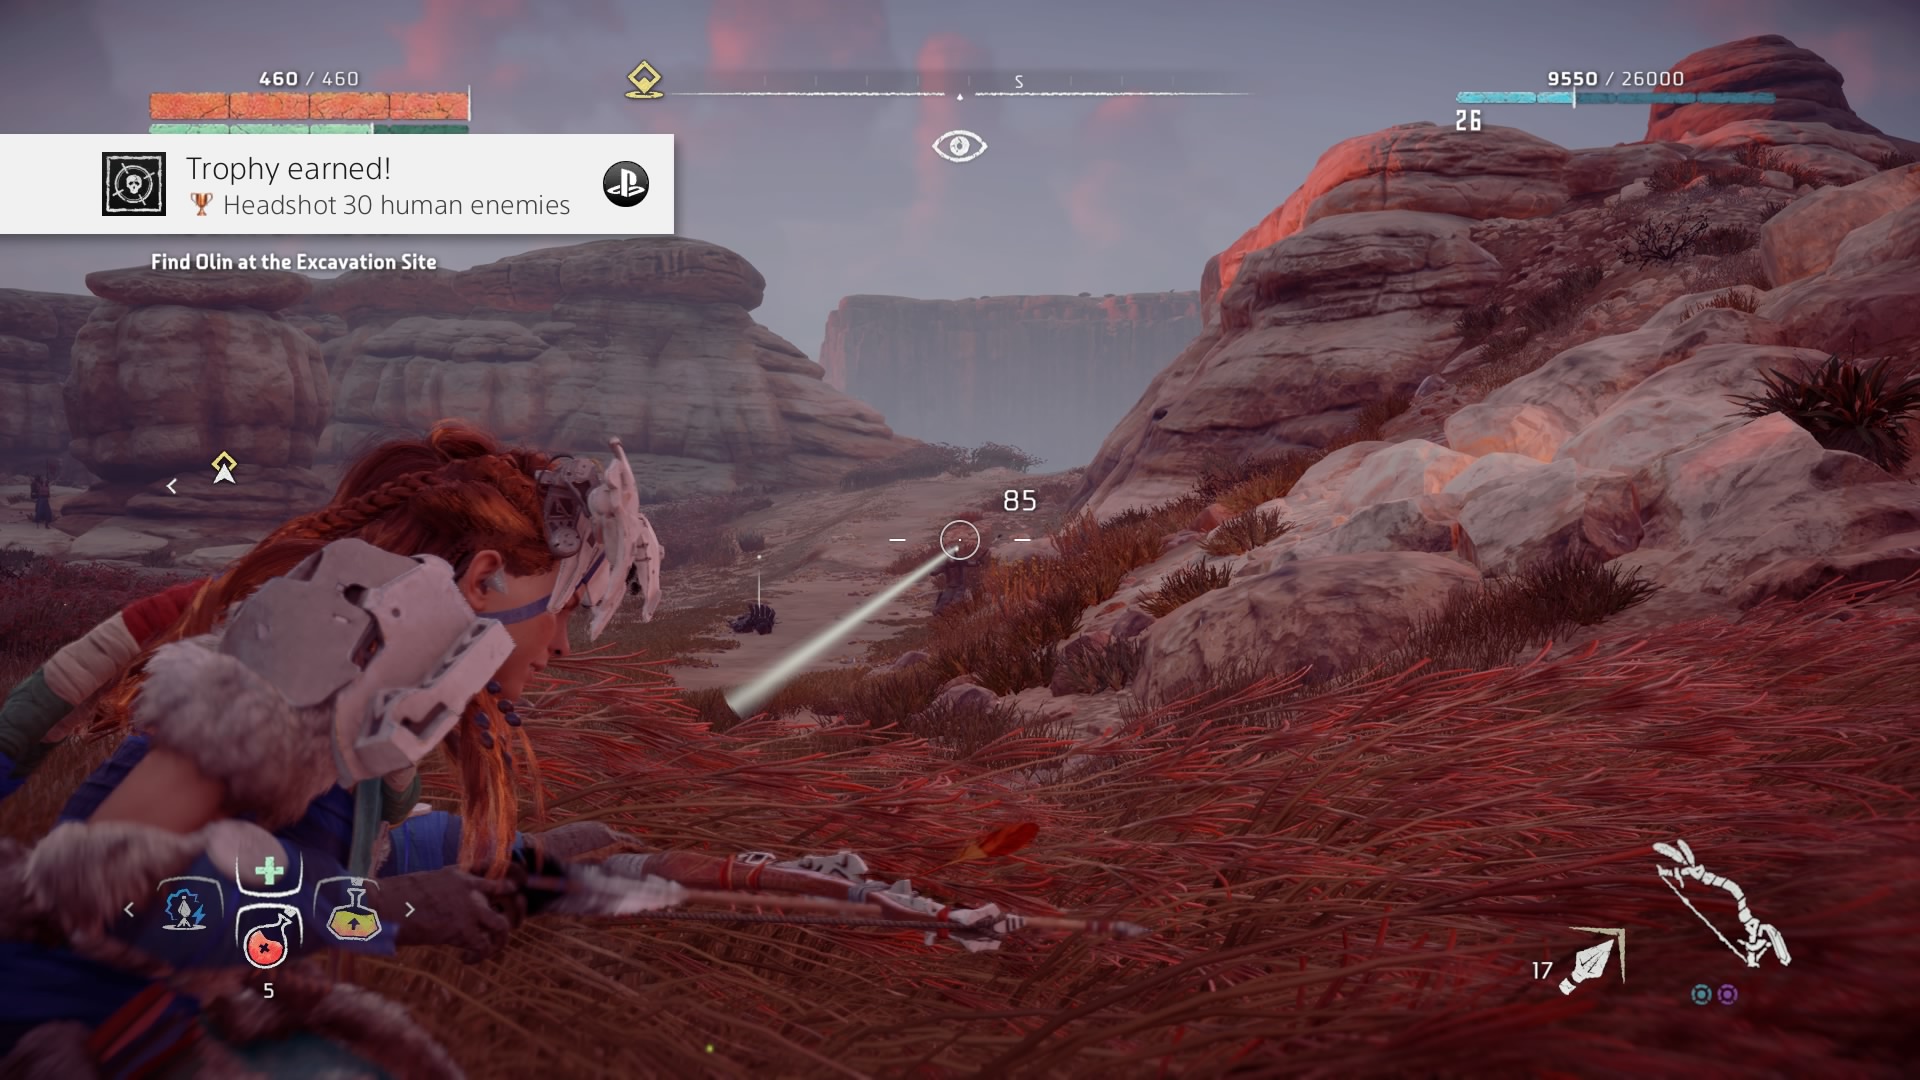 460 / 460
S
9550 / 26000
26
Trophy earned!
Headshot 30 human enemies
Find Olin at the Excavation Site
85
5
17